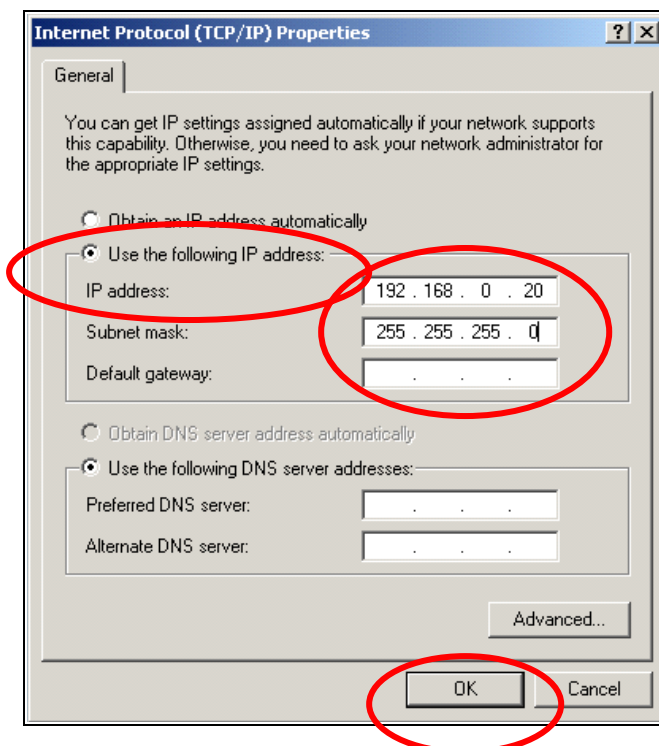 Internet Protocol (TCP/IP) Properties
General
You can get IP settings assigned automatically if your network supports
this capability. Otherwise, you need to ask your network administrator for
the appropriate IP settings.
Obtain an IP address automatically
Use the following IP address:
IP address: 192 . 168 . 0 . 20
Subnet mask: 255 . 255 . 255 . 0
Default gateway: . . .
Obtain DNS server address automatically
Use the following DNS server addresses:
Preferred DNS server: . . .
Alternate DNS server: . . .
Advanced...
OK Cancel